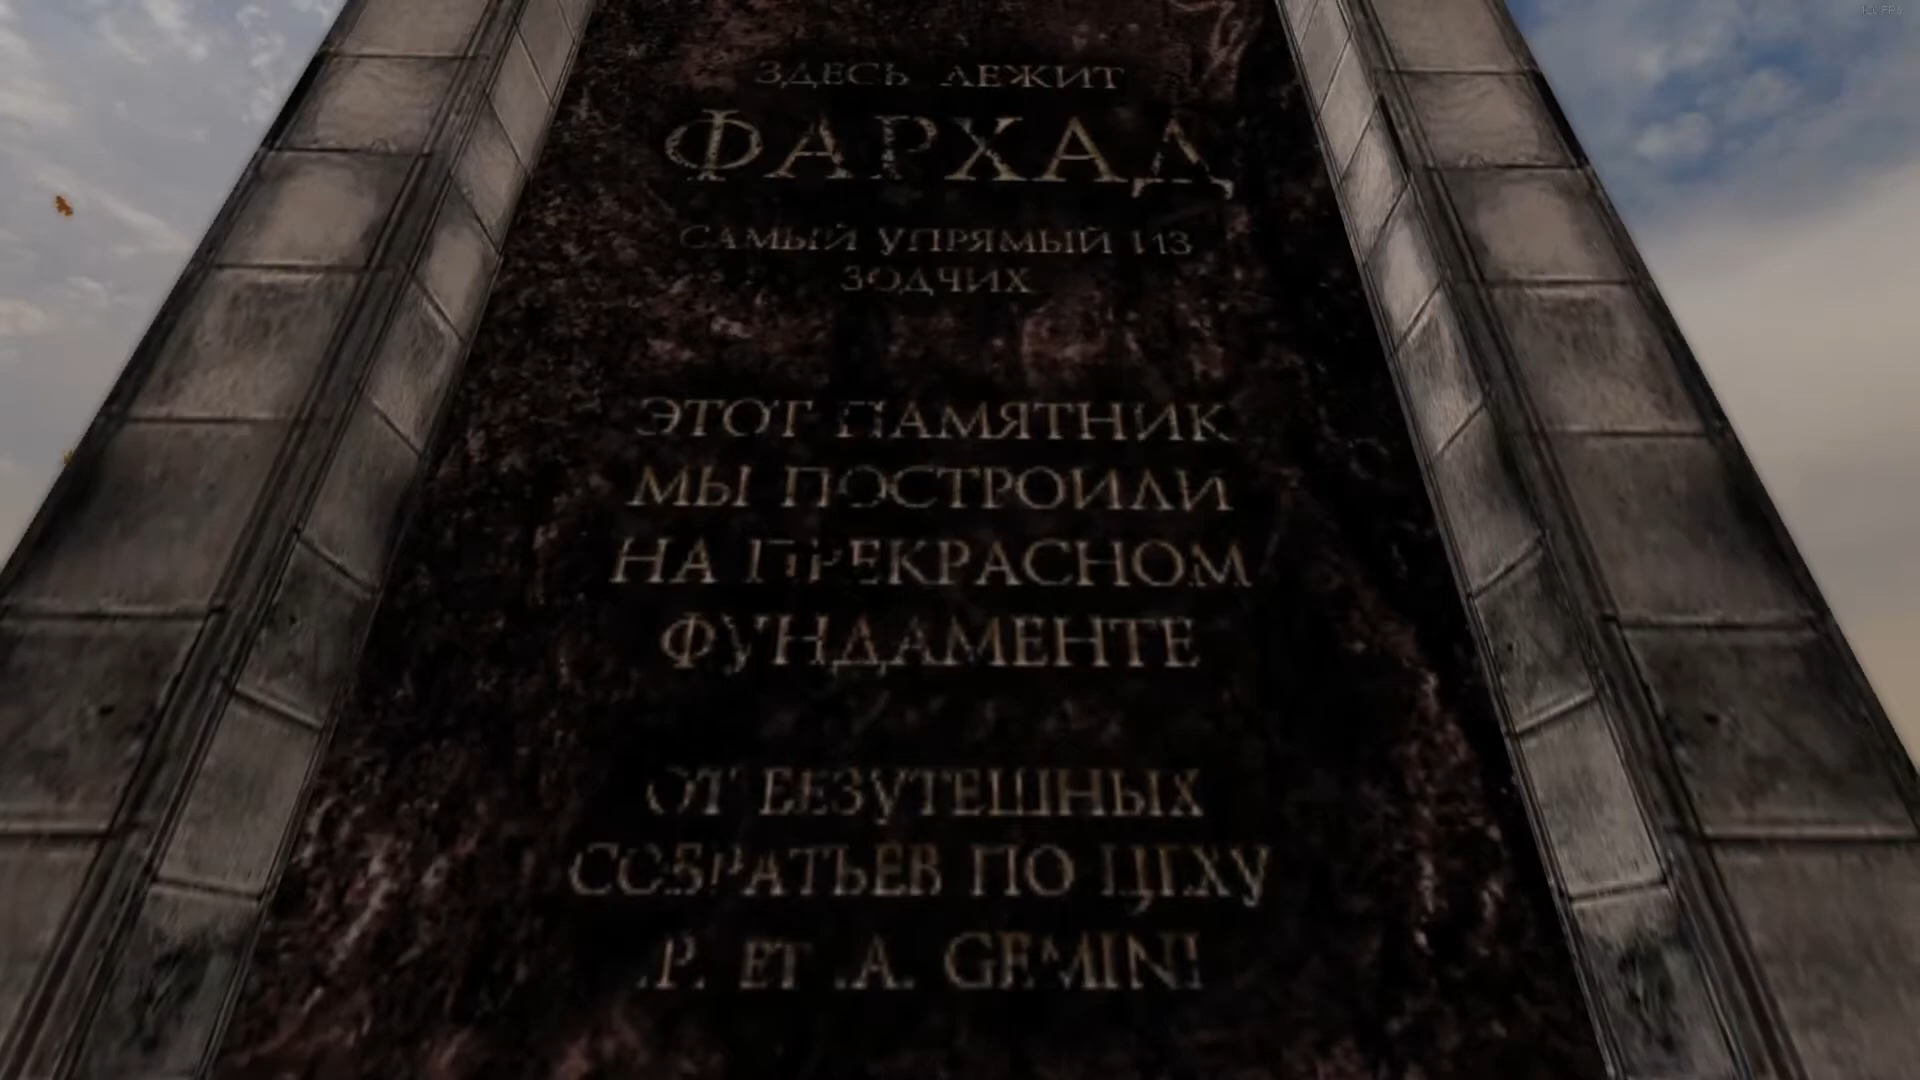 ЗДЕСЬ ЛЕЖИТ
ФАРХАД
САМЫЙ УПРЯМЫЙ ИЗ
ЗОДЧИХ
ЭТОТ ПАМЯТНИК
МЫ ПОСТРОИЛИ
НА ПРЕКРАСНОМ
ФУНДАМЕНТЕ
ОТ БЕЗУТЕШНЫХ
СОБРАТЬЕВ ПО ЦЕХУ
P. ET A. GEMINI